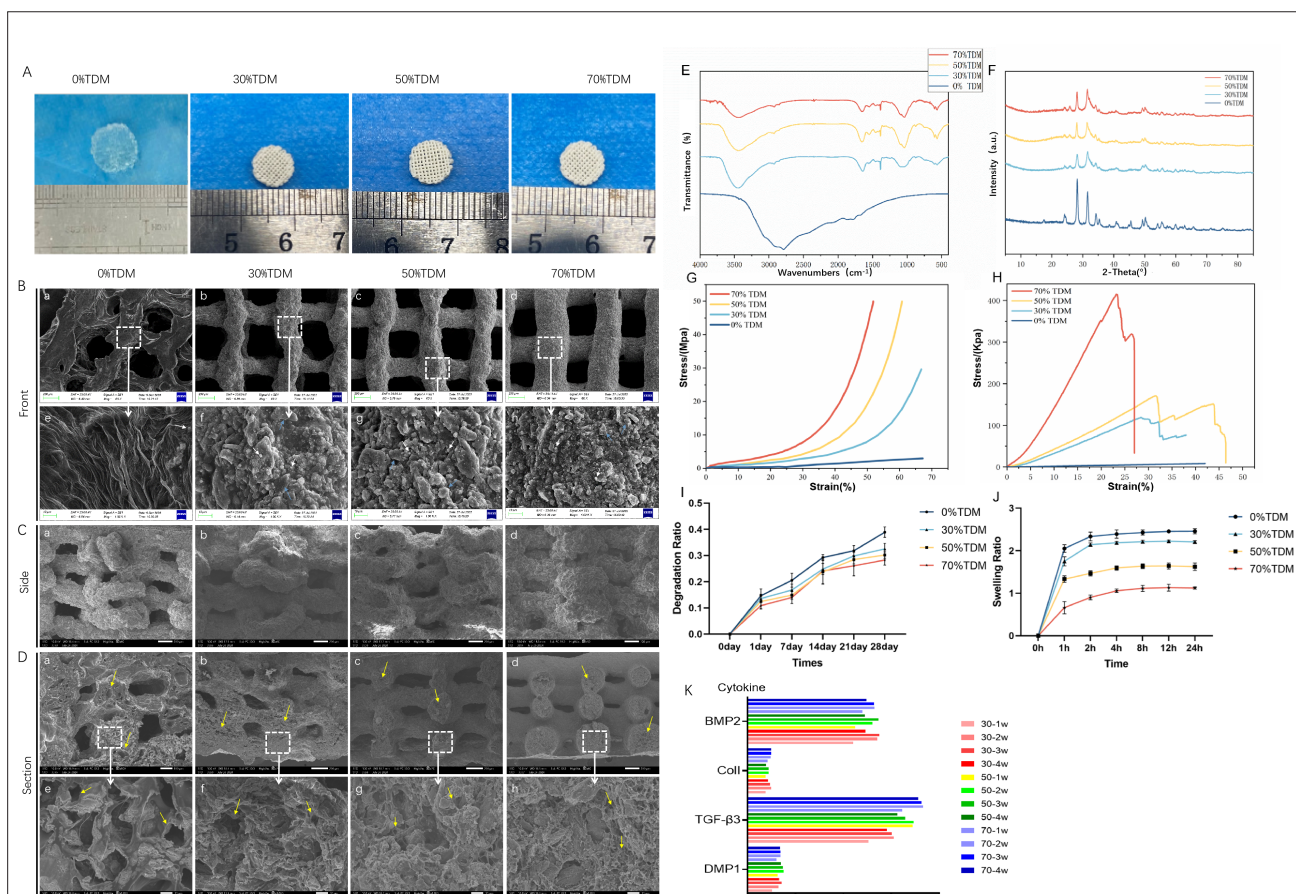 A
0%TDM 30%TDM 50%TDM 70%TDM
5 6 7
6 7 8
5 6 7
0%TDM 30%TDM 50%TDM 70%TDM
B
Front
a b c d
e g
C
Side
a b c d
D
Section
a b c d
e f g h
E
70%TDM
50%TDM
30%TDM
0% TDM
Transmittance (%)
4000 3500 3000 2500 2000 1500 1000 500
Wavenumbers (cm⁻¹)
F
70%TDM
50%TDM
30%TDM
0%TDM
Intensity (a.u.)
10 20 30 40 50 60 70 80
2-Theta(°)
G
70% TDM
50% TDM
30% TDM
0% TDM
Stress/(Mpa)
50
40
30
20
10
0
0 10 20 30 40 50 60 70
Strain(%)
H
70% TDM
50% TDM
30% TDM
0% TDM
Stress/(Kpa)
400
300
200
150
100
50
0
0 5 10 15 20 25 30 35 40 45 50
Strain(%)
I
0%TDM
30%TDM
50%TDM
70%TDM
Degradation Ratio
0.5
0.4
0.3
0.2
0.1
0.0
0day 1day 7day 14day 21day 28day
Times
J
0%TDM
30%TDM
50%TDM
70%TDM
Swelling Ratio
3
2
1
0
0h 1h 2h 4h 8h 12h 24h
Time
K
Cytokine
BMP2
ColI
TGF-β3
DMP1
30-1w
30-2w
30-3w
30-4w
50-1w
50-2w
50-3w
50-4w
70-1w
70-2w
70-3w
70-4w